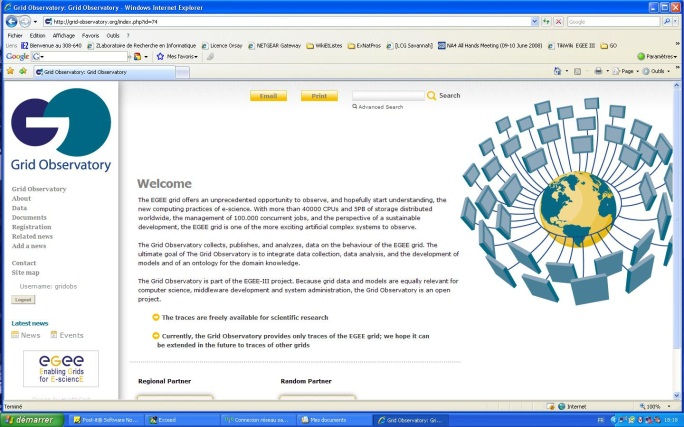 Grid Observatory: Grid Observatory - Windows Internet Explorer
http://grid-observatory.org/index.php?id=74
Google
Fichier Edition Affichage Favoris Outils ?
Liens Bienvenue au 308-640 2Laboratoire de Recherche en Informatique Licence Orsay NETGEAR Gateway WIKIEtListes ExNatPros [LCG Savannah] NA4 All Hands Meeting (09-10 June 2008) TWiki EGEE III GO
Google Mes favoris Paramètres
Grid Observatory: Grid Observatory Page Outils
Email Print Search
Advanced Search
Grid Observatory
Grid Observatory
About
Data
Documents
Registration
Related news
Add a news
Contact
Site map
Username: gridobs
Logout
Latest news
News Events
egee
Enabling Grids
for E-sciencE
Welcome
The EGEE grid offers an unprecedented opportunity to observe, and hopefully start understanding, the
new computing practices of e-science. With more than 40000 CPUs and 5PB of storage distributed
worldwide, the management of 100.000 concurrent jobs, and the perspective of a sustainable
development, the EGEE grid is one of the more exciting artificial complex systems to observe.
The Grid Observatory collects, publishes, and analyzes, data on the behaviour of the EGEE grid. The
ultimate goal of The Grid Observatory is to integrate data collection, data analysis, and the development of
models and of an ontology for the domain knowledge.
The Grid Observatory is part of the EGEE-III project. Because grid data and models are equally relevant for
computer science, middleware development and system administration, the Grid Observatory is an open
project.
The traces are freely available for scientific research
Currently, the Grid Observatory provides only traces of the EGEE grid; we hope it can
be extended in the future to traces of other grids
Regional Partner Random Partner
Terminé Internet 100%
démarrer Post-it® Software No... Exceed Connexion réseau sa... Mes documents Grid Observatory: Gri... FR 18:18